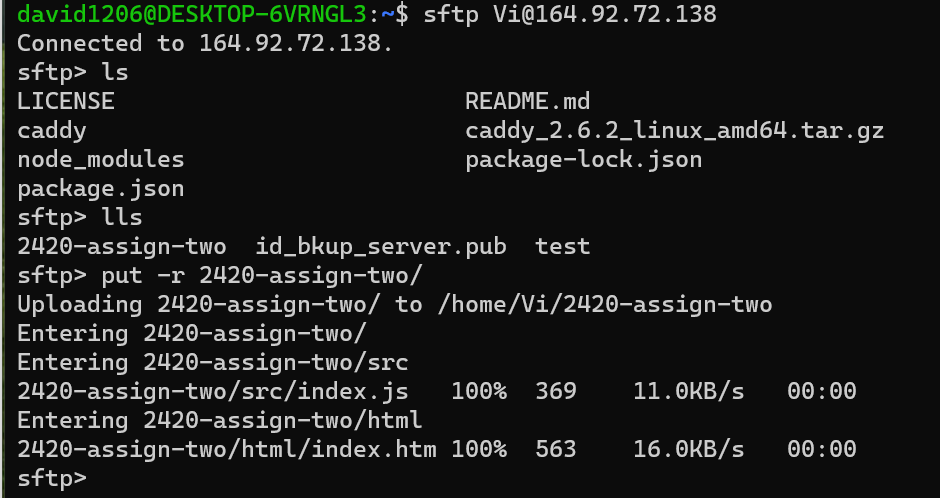 david1206@DESKTOP-6VRNGL3:~$ sftp Vi@164.92.72.138
Connected to 164.92.72.138.
sftp> ls
LICENSE README.md
caddy caddy_2.6.2_linux_amd64.tar.gz
node_modules package-lock.json
package.json
sftp> lls
2420-assign-two id_bkup_server.pub test
sftp> put -r 2420-assign-two/
Uploading 2420-assign-two/ to /home/Vi/2420-assign-two
Entering 2420-assign-two/
Entering 2420-assign-two/src
2420-assign-two/src/index.js 100% 369 11.0KB/s 00:00
Entering 2420-assign-two/html
2420-assign-two/html/index.htm 100% 563 16.0KB/s 00:00
sftp>